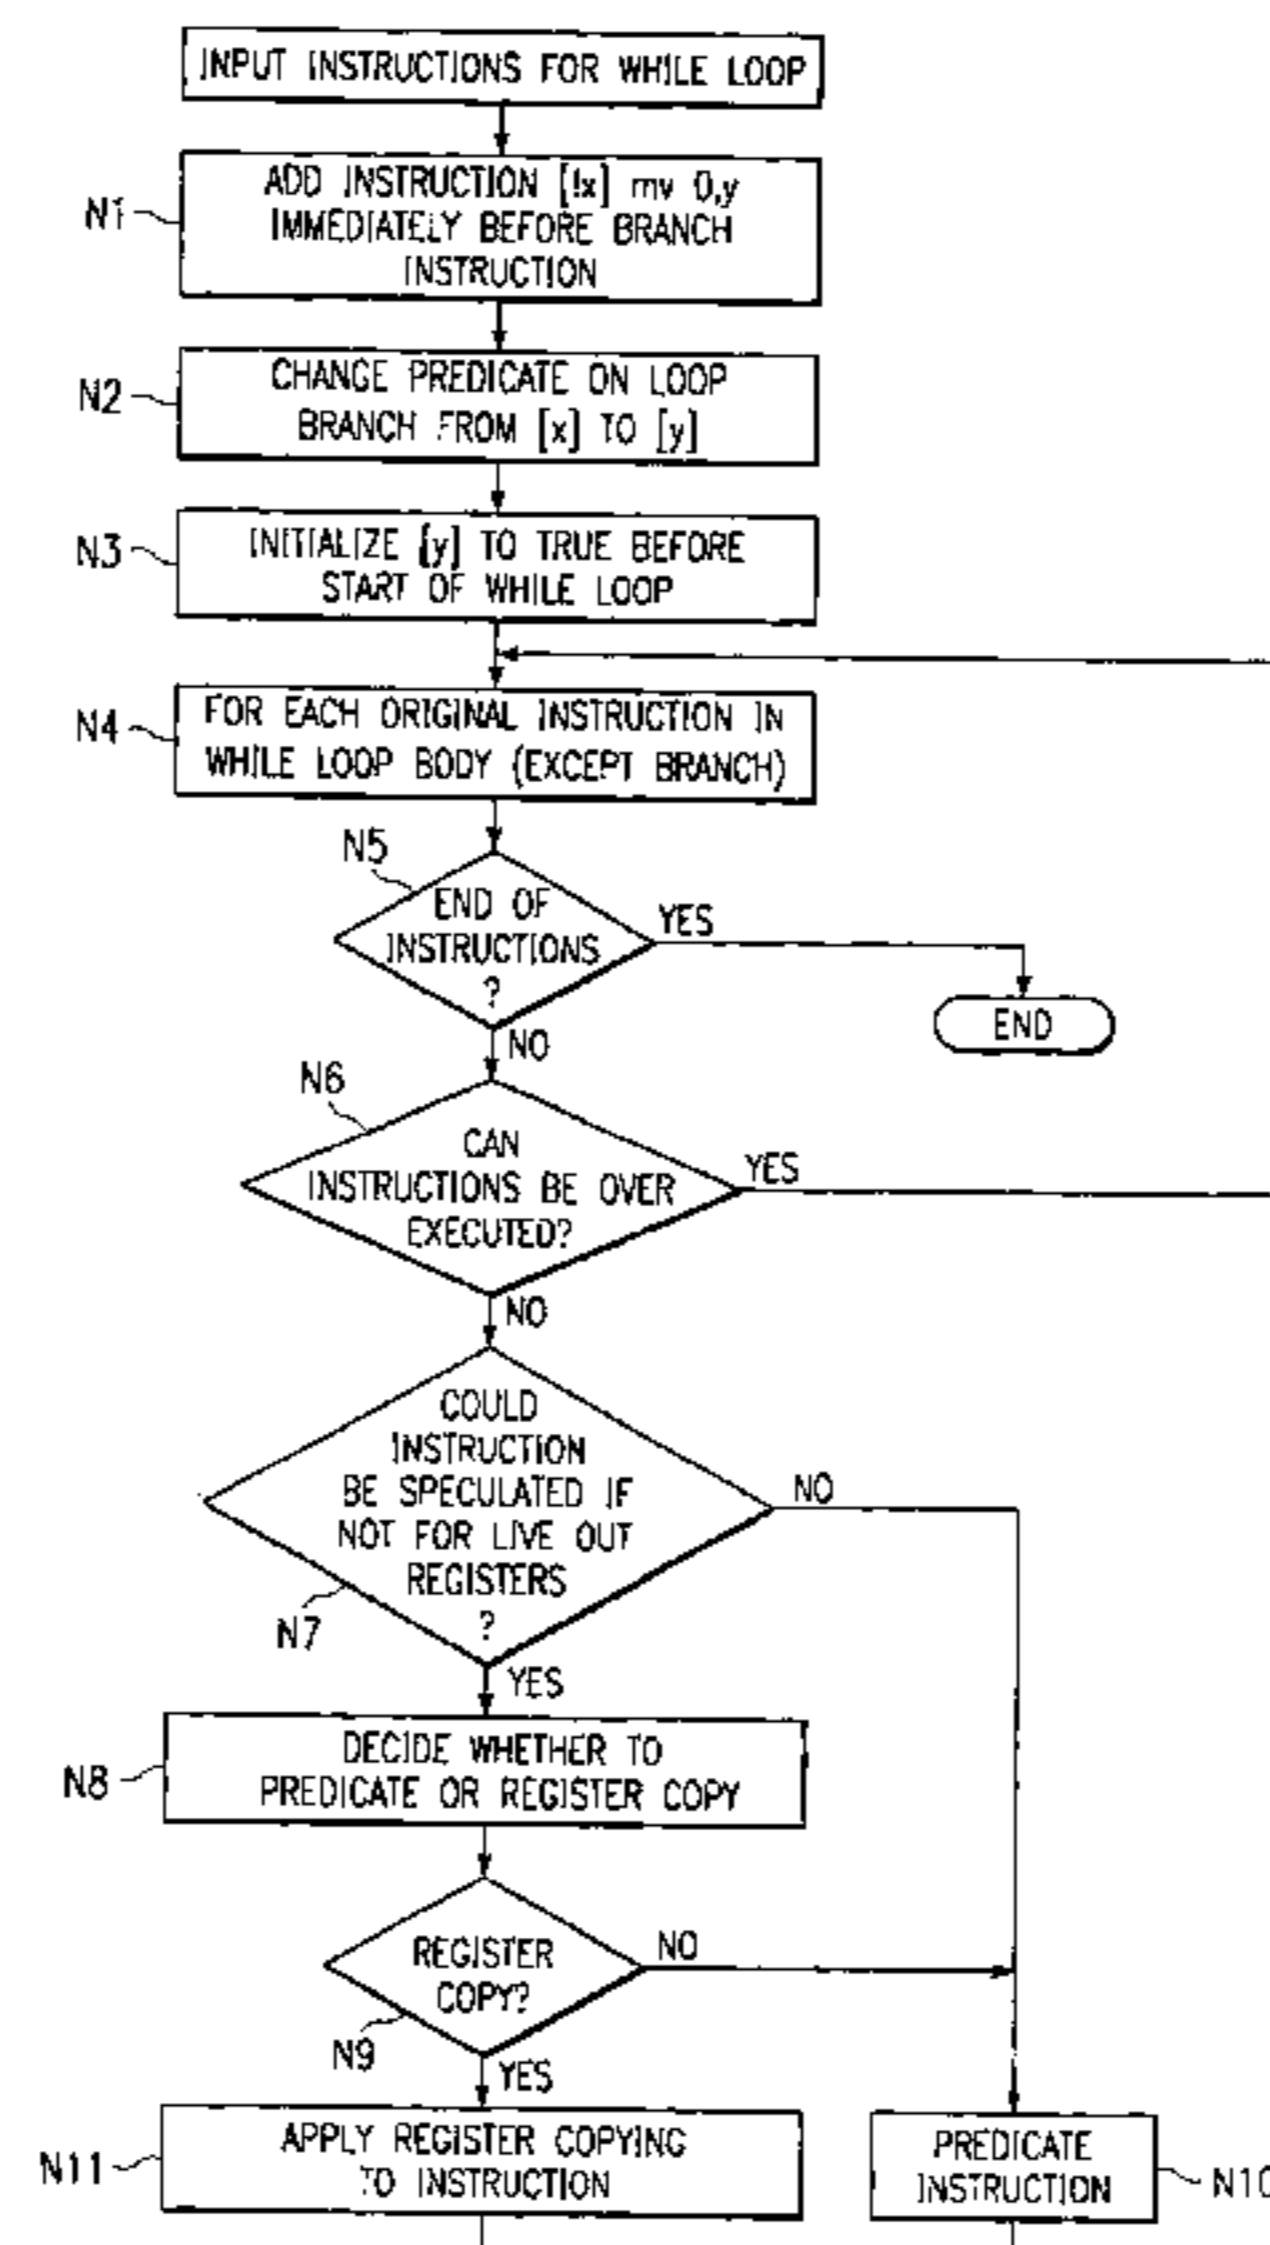 INPUT INSTRUCTIONS FOR WHILE LOOP
N1
ADD INSTRUCTION [!x] mv 0,y
IMMEDIATELY BEFORE BRANCH
INSTRUCTION
N2
CHANGE PREDICATE ON LOOP
BRANCH FROM [x] TO [y]
N3
INITIALIZE [y] TO TRUE BEFORE
START OF WHILE LOOP
N4
FOR EACH ORIGINAL INSTRUCTION IN
WHILE LOOP BODY (EXCEPT BRANCH)
N5
END OF
INSTRUCTIONS
?
YES
END
NO
N6
CAN
INSTRUCTIONS BE OVER
EXECUTED?
YES
NO
COULD
INSTRUCTION
BE SPECULATED IF
NOT FOR LIVE OUT
REGISTERS
?
NO
N7
YES
N8
DECIDE WHETHER TO
PREDICATE OR REGISTER COPY
REGISTER
COPY?
NO
N9
YES
N11
APPLY REGISTER COPYING
TO INSTRUCTION
PREDICATE
INSTRUCTION
N10